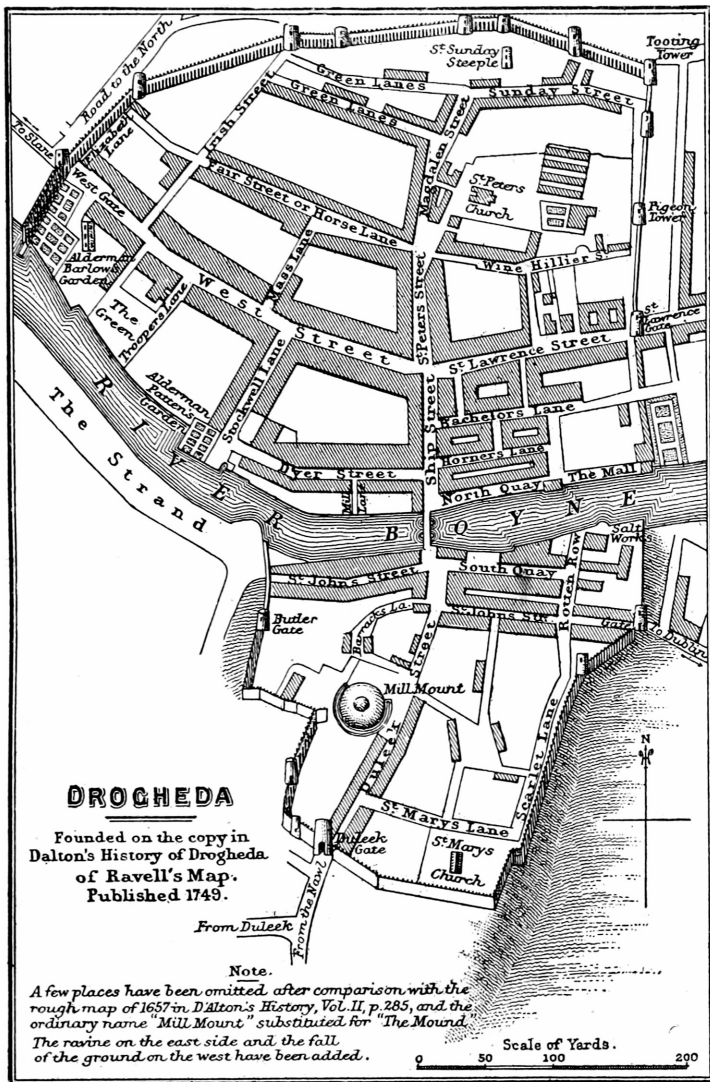 Road to the North
To Slane
Elizabeth Lane
West Gate
Irish Street
Green Lanes
Green Lanes
St Sunday
Steeple
Sunday Street
Tooting
Tower
Magdalen Street
Fair Street or Horse Lane
St Peters
Church
Pigeon
Tower
Wine Hillier S.
Alderman
Barlow's
Garden
The
Green
Troopers Lane
Mass Lane
West Street
St Peters Street
St Lawrence
Gate
St Lawrence Street
Alderman
Patten's
Garden
Stockwell Lane
Ship Street
Bachelors Lane
Horners Lane
Dyer Street
Mill
Lane
North Quay
The Mall
RIVER BOYNE
The Strand
Salt
Works
St Johns Street
South Quay
Rotten Row
St Johns Str.
Gate
To Dublin
Butler
Gate
Barracks La.
Mill Mount
Duleek Street
Scarlet Lane
St Marys Lane
St Marys
Church
Duleek
Gate
From Duleek
From the Naul
N
DROGHEDA
Founded on the copy in
Dalton's History of Drogheda
of Ravell's Map.
Published 1749.
Note.
A few places have been omitted after comparison with the
rough map of 1657 in D'Alton's History, Vol. II, p. 285, and the
ordinary name "Mill Mount" substituted for "The Mound"
The ravine on the east side and the fall
of the ground on the west have been added.
Scale of Yards.
0 50 100 200